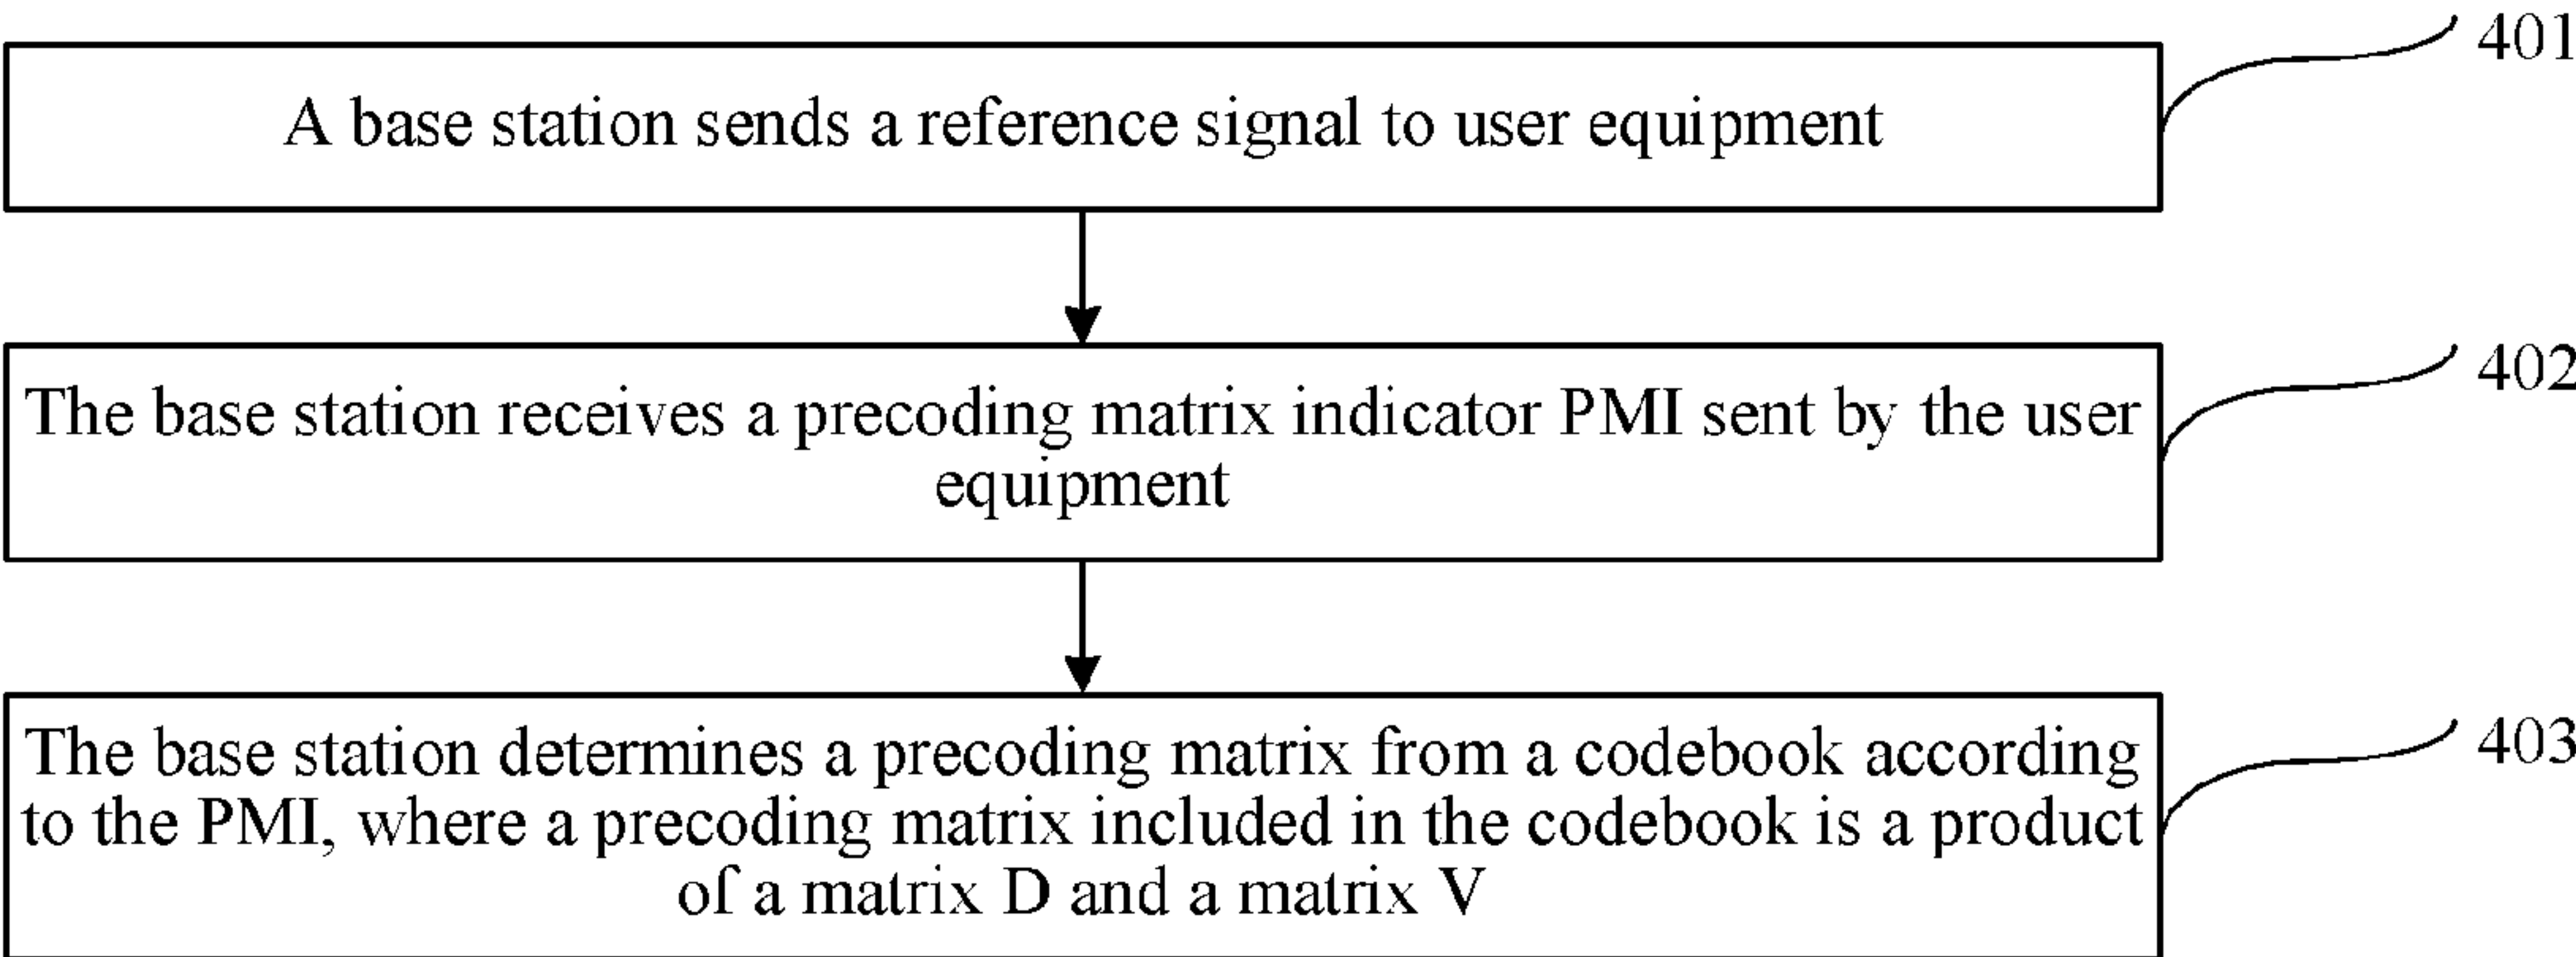 401
A base station sends a reference signal to user equipment
402
The base station receives a precoding matrix indicator PMI sent by the user
equipment
403
The base station determines a precoding matrix from a codebook according
to the PMI, where a precoding matrix included in the codebook is a product
of a matrix D and a matrix V